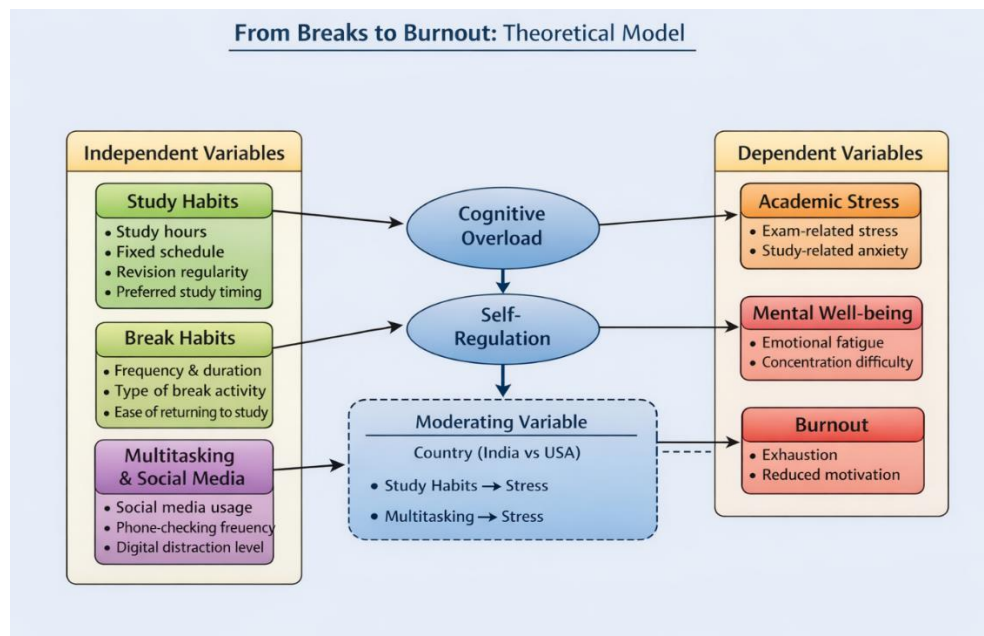 From Breaks to Burnout: Theoretical Model
Independent Variables
Study Habits
• Study hours
• Fixed schedule
• Revision regularity
• Preferred study timing
Break Habits
• Frequency & duration
• Type of break activity
• Ease of returning to study
Multitasking
& Social Media
• Social media usage
• Phone-checking freuency
• Digital distraction level
Cognitive
Overload
Self-
Regulation
Moderating Variable
Country (India vs USA)
• Study Habits → Stress
• Multitasking → Stress
Dependent Variables
Academic Stress
• Exam-related stress
• Study-related anxiety
Mental Well-being
• Emotional fatigue
• Concentration difficulty
Burnout
• Exhaustion
• Reduced motivation